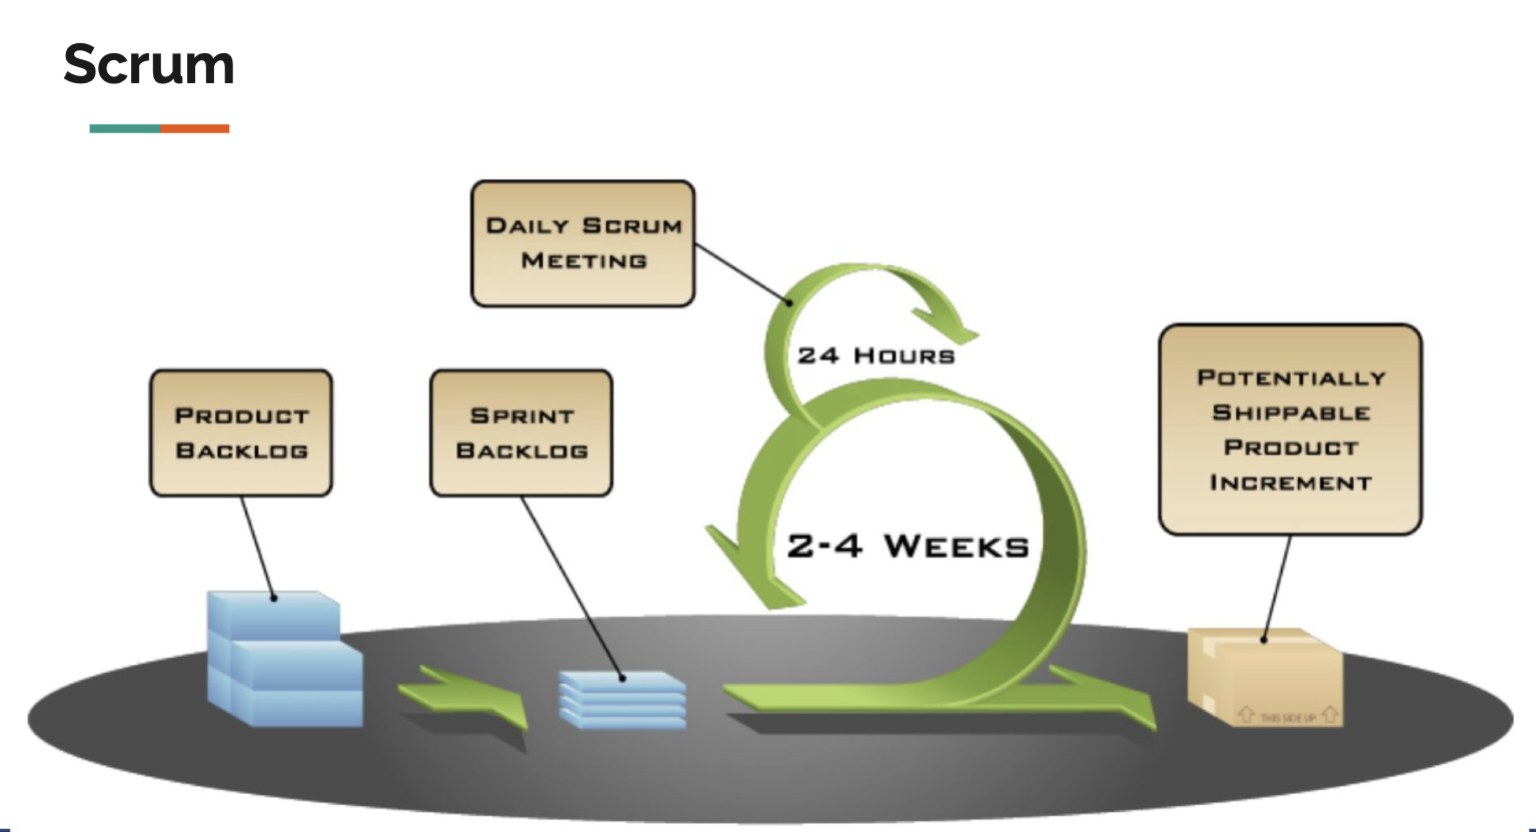 Scrum
DAILY SCRUM
MEETING
24 HOURS
PRODUCT
BACKLOG
SPRINT
BACKLOG
POTENTIALLY
SHIPPABLE
PRODUCT
INCREMENT
2-4 WEEKS
THIS SIDE UP